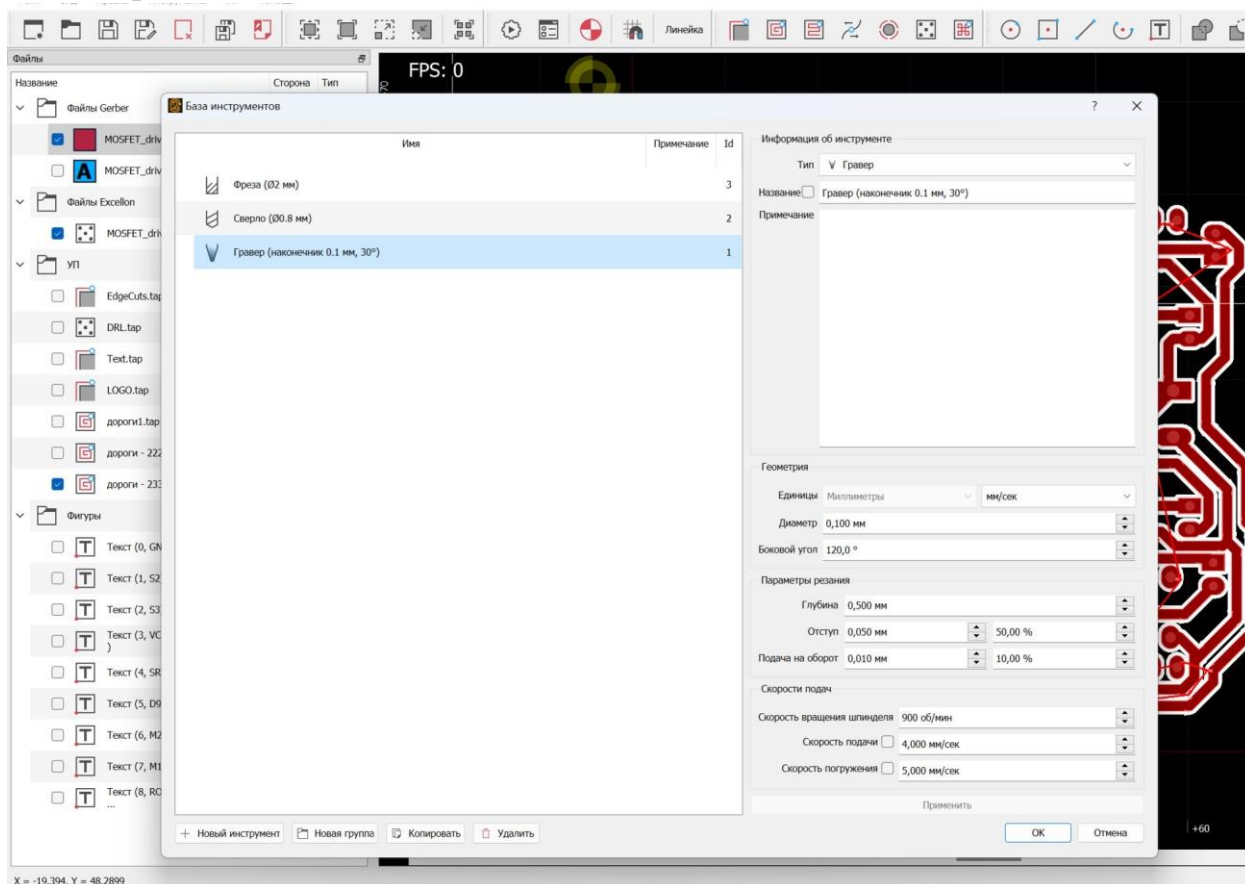 Линейка
Файлы
Название Сторона Тип
Файлы Gerber
MOSFET_driv
A MOSFET_driv
Файлы Excellon
MOSFET_driv
УП
EdgeCuts.tap
DRL.tap
Text.tap
LOGO.tap
дороги1.tap
дороги - 222
дороги - 233
Фигуры
Текст (0, GN
Текст (1, S2
Текст (2, S3
Текст (3, VC
)
Текст (4, SR
Текст (5, D9
Текст (6, M2
Текст (7, M1
Текст (8, RO
...
X = -19.394, Y = 48.2899
FPS: 0
База инструментов
Имя Примечание Id
Фреза (Ø2 мм) 3
Сверло (Ø0.8 мм) 2
Гравер (наконечник 0.1 мм, 30°) 1
+ Новый инструмент Новая группа Копировать Удалить
Информация об инструменте
Тип Гравер
Название Гравер (наконечник 0.1 мм, 30°)
Примечание
Геометрия
Единицы Миллиметры мм/сек
Диаметр 0,100 мм
Боковой угол 120,0 °
Параметры резания
Глубина 0,500 мм
Отступ 0,050 мм 50,00 %
Подача на оборот 0,010 мм 10,00 %
Скорости подач
Скорость вращения шпинделя 900 об/мин
Скорость подачи 4,000 мм/сек
Скорость погружения 5,000 мм/сек
Применить
OK Отмена
+60